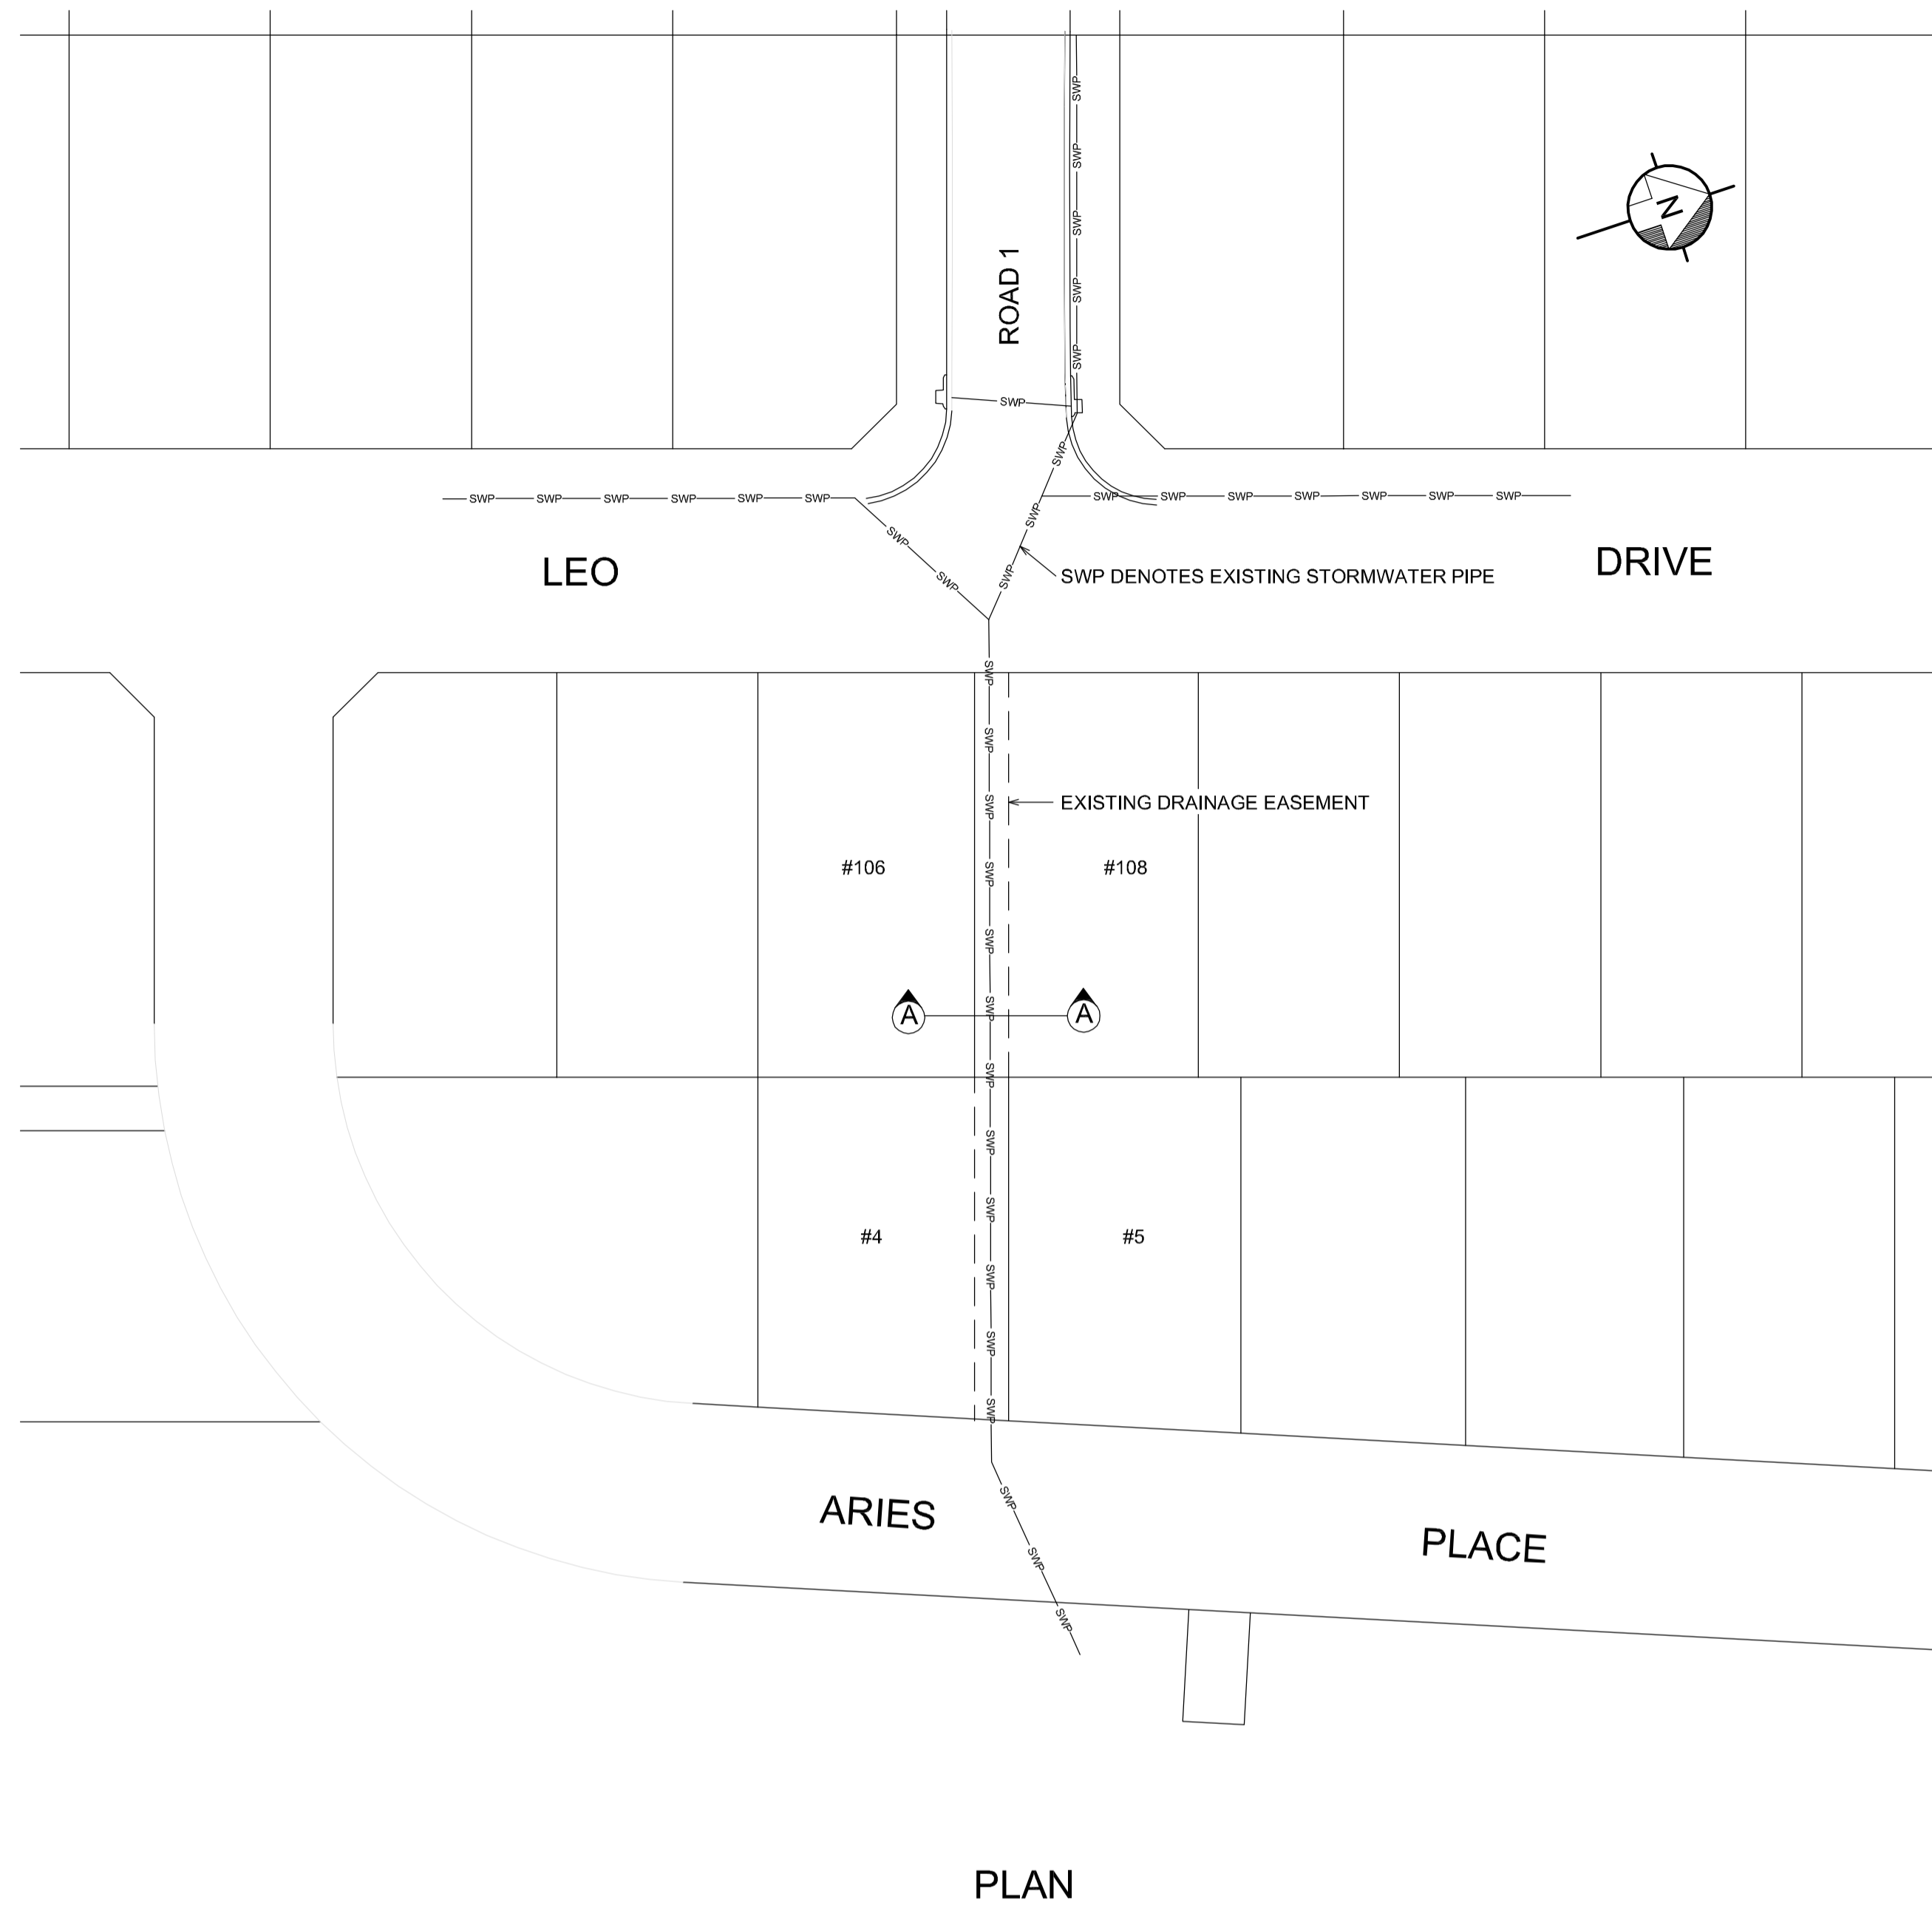 SWP
SWP
N
SWP
SWP
ROAD 1
SWP
SWP
SWP
SWP SWP SWP SWP SWP SWP
SWP SWP SWP SWP SWP SWP SWP
SWP
SWP
SWP
SWP
LEO DRIVE
SWP DENOTES EXISTING STORMWATER PIPE
SWP
SWP
SWP
EXISTING DRAINAGE EASEMENT
SWP
#106 #108
SWP
SWP
A A
SWP
SWP
#4 #5
SWP
SWP
SWP
SWP
ARIES PLACE
SWP
SWP
SWP
PLAN